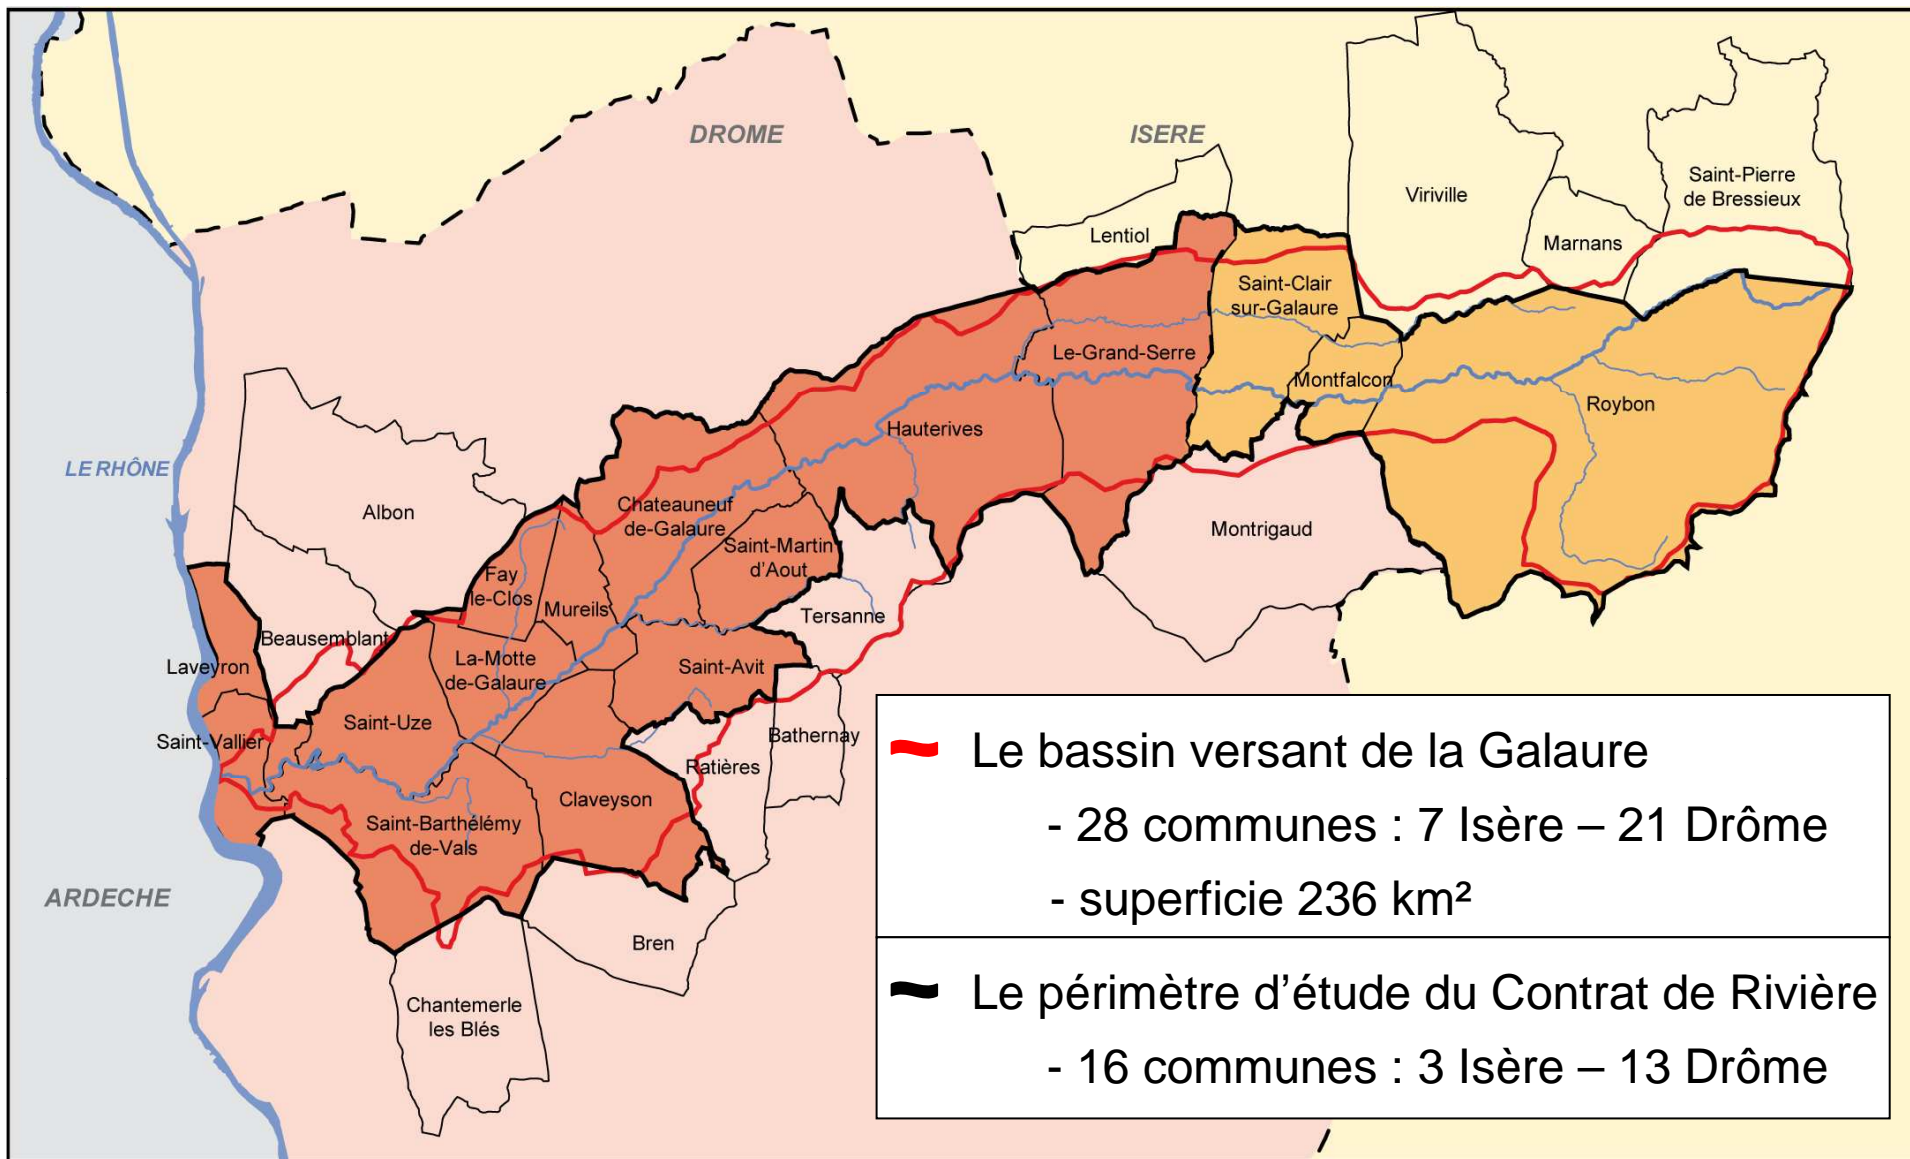 DROME
ISERE
Saint-Pierre
de Bressieux
Viriville
Lentiol
Marnans
Saint-Clair
sur-Galaure
Le-Grand-Serre
Montfalcon
Roybon
Hauterives
LE RHÔNE
Albon
Chateauneuf
de-Galaure
Montrigaud
Saint-Martin
d'Aout
Fay
le-Clos
Mureils
Tersanne
Beausemblant
Laveyron
La-Motte
de-Galaure
Saint-Avit
Saint-Uze
Saint-Vallier
Bathernay
Ratières
Claveyson
Saint-Barthélémy
de-Vals
ARDECHE
Bren
Chantemerle
les Blés
Le bassin versant de la Galaure
- 28 communes : 7 Isère – 21 Drôme
- superficie 236 km²
Le périmètre d'étude du Contrat de Rivière
- 16 communes : 3 Isère – 13 Drôme